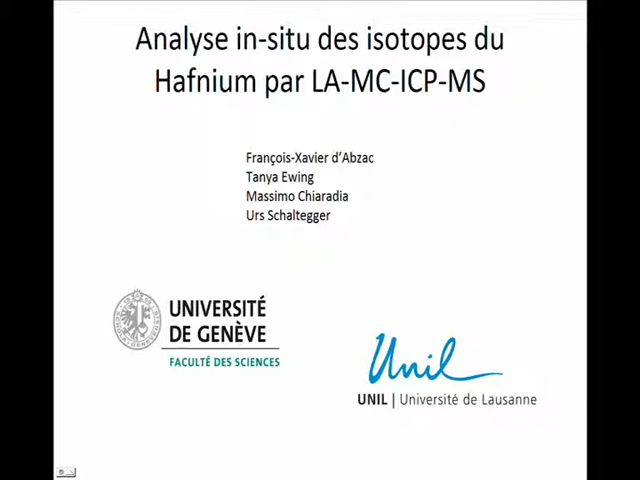 Analyse in-situ des isotopes du
Hafnium par LA-MC-ICP-MS
François-Xavier d'Abzac
Tanya Ewing
Massimo Chiaradia
Urs Schaltegger
UNIVERSITÉ
DE GENÈVE
FACULTÉ DES SCIENCES
Unil
UNIL | Université de Lausanne